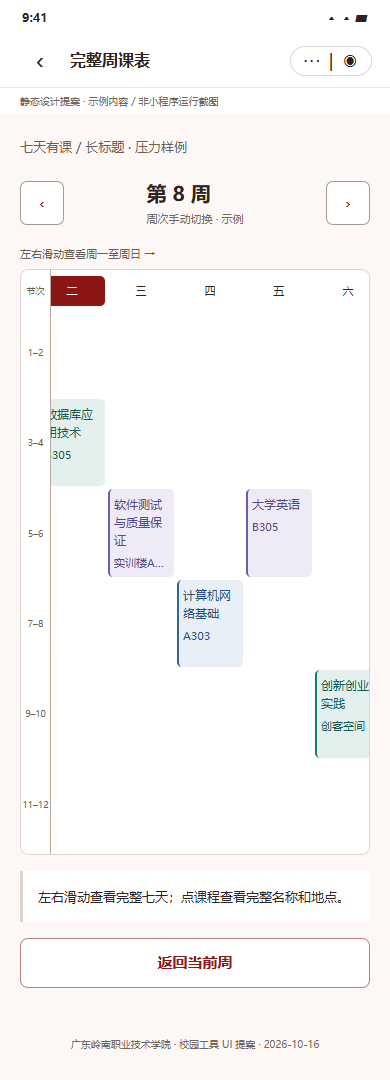 9:41
完整周课表
静态设计提案 · 示例内容 / 非小程序运行截图
七天有课 / 长标题 · 压力样例
‹
第 8 周
›
周次手动切换 · 示例
左右滑动查看周一至周日 →
节次 二 三 四 五 六
1–2
3–4
数据库应
用技术
305
5–6
软件测试
与质量保
证
实训楼A...
大学英语
B305
7–8
计算机网
络基础
A303
9–10
创新创业
实践
创客空间
11–12
左右滑动查看完整七天；点课程查看完整名称和地点。
返回当前周
广东岭南职业技术学院 · 校园工具 UI 提案 · 2026-10-16